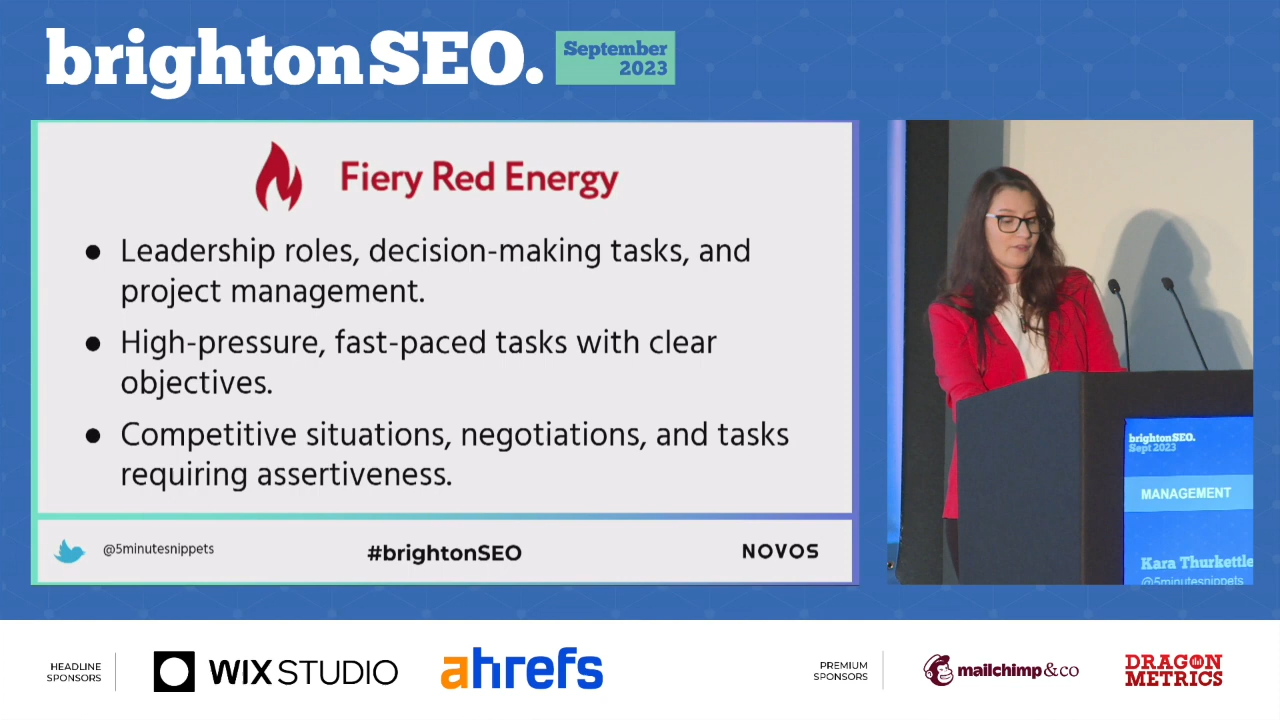 brightonSEO.
September
2023
Fiery Red Energy
● Leadership roles, decision-making tasks, and
project management.
● High-pressure, fast-paced tasks with clear
objectives.
● Competitive situations, negotiations, and tasks
requiring assertiveness.
@5minutesnippets
#brightonSEO
NOVOS
brightonSEO.
Sept 2023
MANAGEMENT
Kara Thurkettle
@5minutesnippets
HEADLINE
SPONSORS
WIX STUDIO
ahrefs
PREMIUM
SPONSORS
mailchimp&co
DRAGON
METRICS